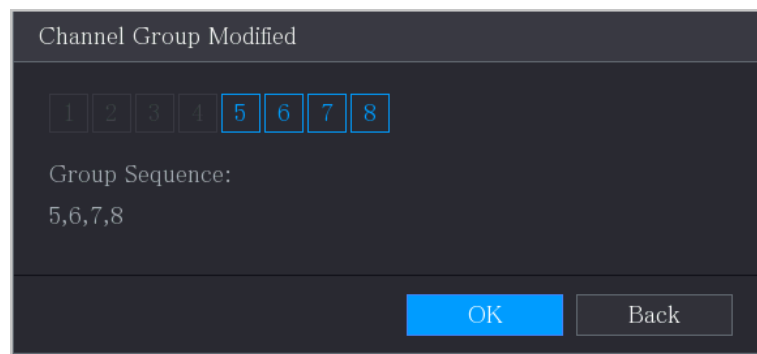 Channel Group Modified
1 2 3 4 5 6 7 8
Group Sequence:
5,6,7,8
OK Back